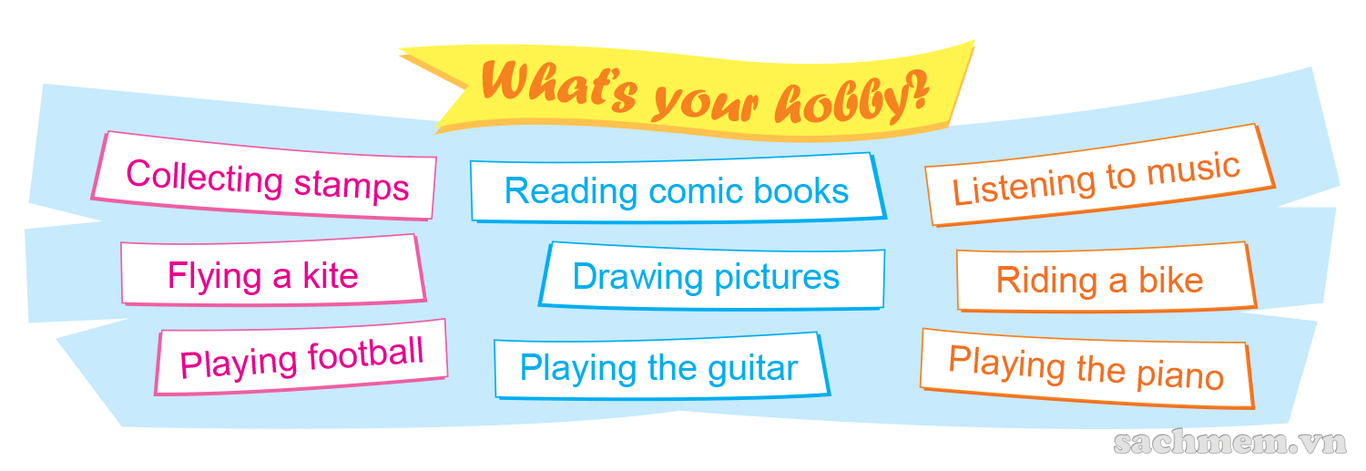 What's your hobby?
Collecting stamps
Reading comic books
Listening to music
Flying a kite
Drawing pictures
Riding a bike
Playing football
Playing the guitar
Playing the piano
sachmem.vn